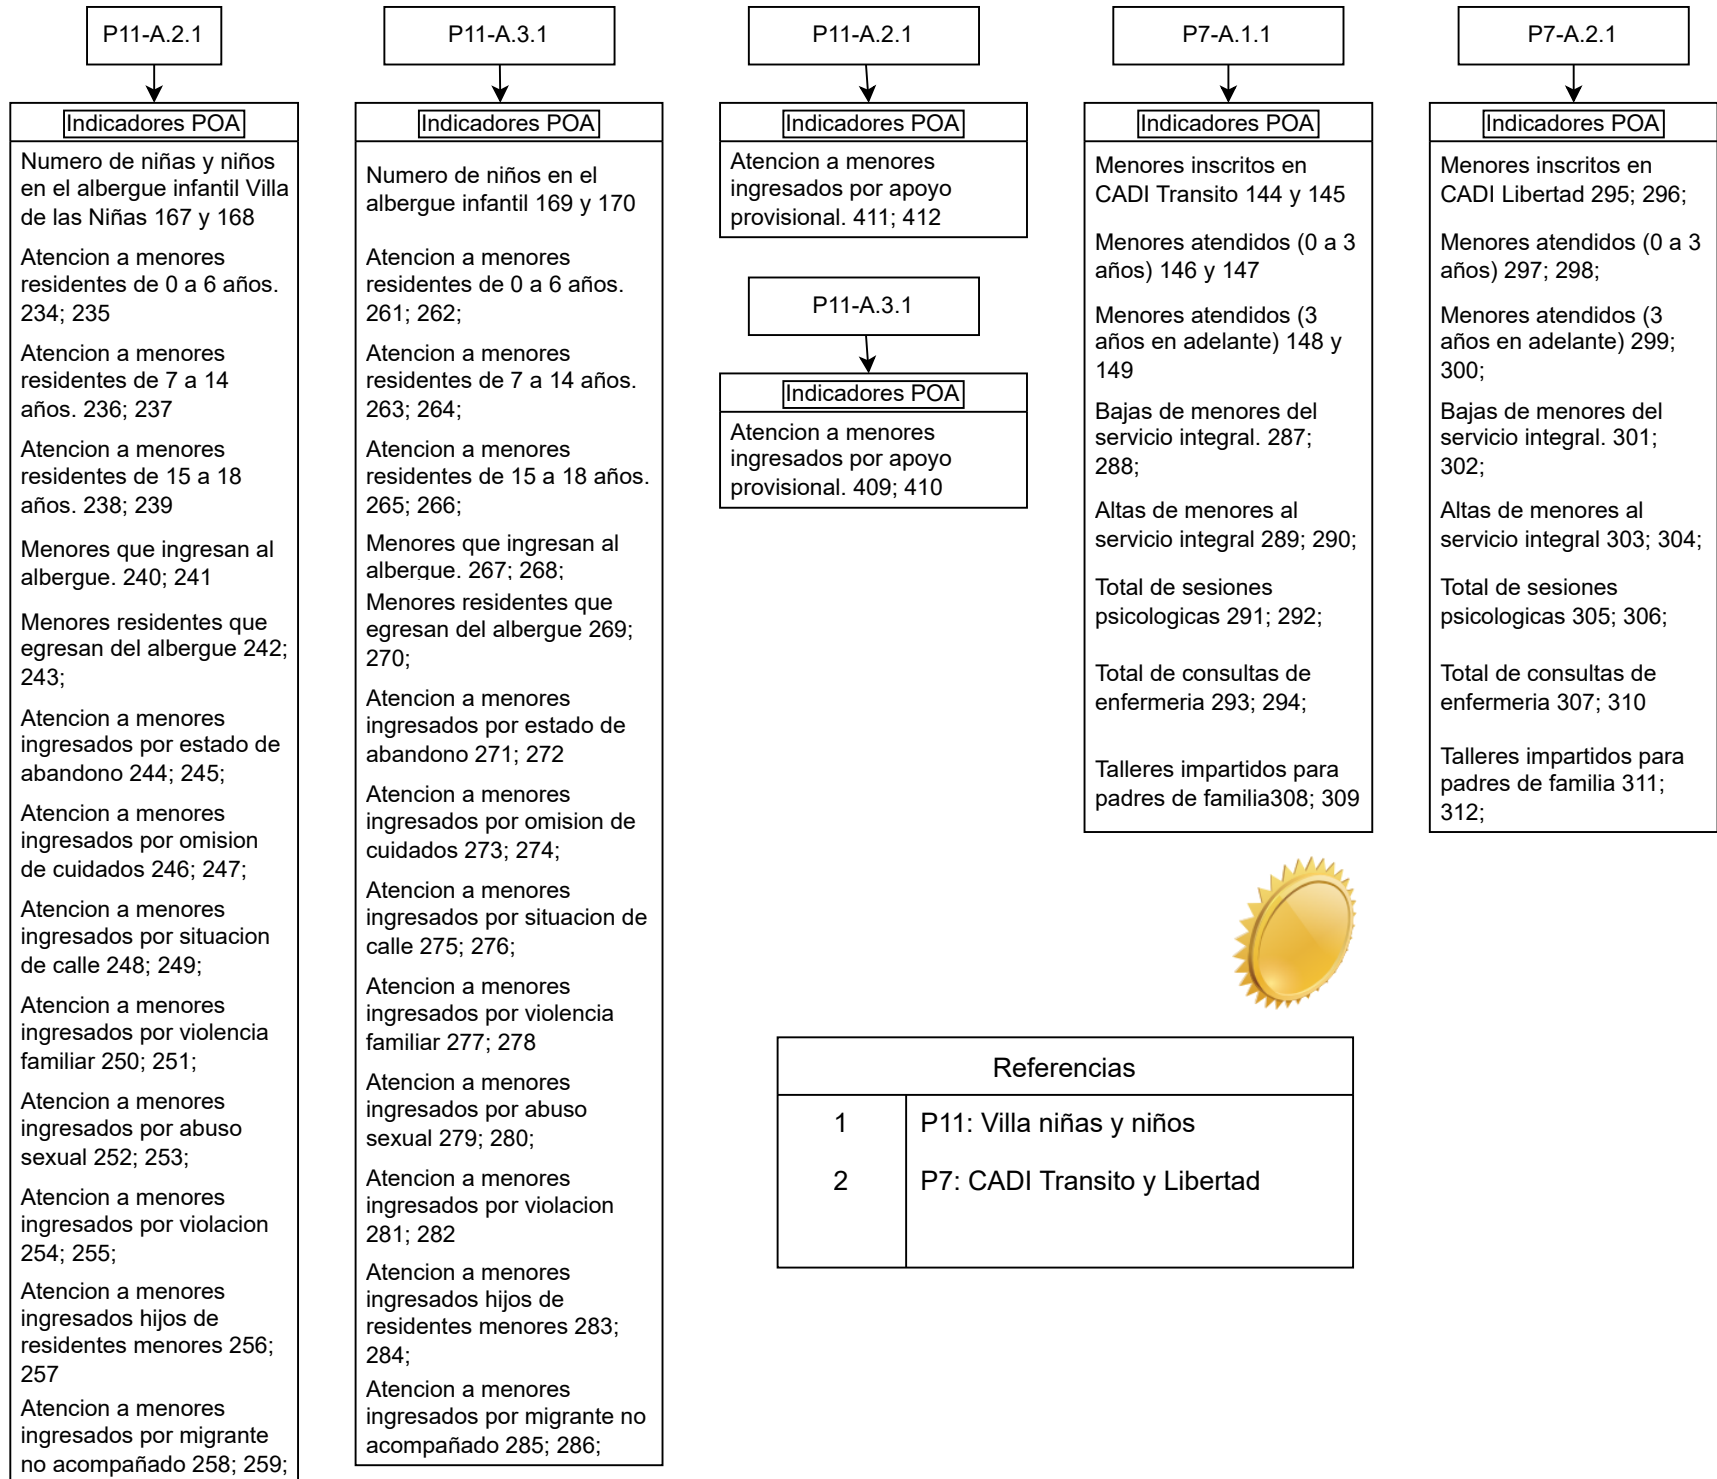 P11-A.2.1
Indicadores POA
Numero de niñas y niños
en el albergue infantil Villa
de las Niñas 167 y 168
Atencion a menores
residentes de 0 a 6 años.
234; 235
Atencion a menores
residentes de 7 a 14
años. 236; 237
Atencion a menores
residentes de 15 a 18
años. 238; 239
Menores que ingresan al
albergue. 240; 241
Menores residentes que
egresan del albergue 242;
243;
Atencion a menores
ingresados por estado de
abandono 244; 245;
Atencion a menores
ingresados por omision
de cuidados 246; 247;
Atencion a menores
ingresados por situacion
de calle 248; 249;
Atencion a menores
ingresados por violencia
familiar 250; 251;
Atencion a menores
ingresados por abuso
sexual 252; 253;
Atencion a menores
ingresados por violacion
254; 255;
Atencion a menores
ingresados hijos de
residentes menores 256;
257
Atencion a menores
ingresados por migrante
no acompañado 258; 259;
P11-A.3.1
Indicadores POA
Numero de niños en el
albergue infantil 169 y 170
Atencion a menores
residentes de 0 a 6 años.
261; 262;
Atencion a menores
residentes de 7 a 14 años.
263; 264;
Atencion a menores
residentes de 15 a 18 años.
265; 266;
Menores que ingresan al
albergue. 267; 268;
Menores residentes que
egresan del albergue 269;
270;
Atencion a menores
ingresados por estado de
abandono 271; 272
Atencion a menores
ingresados por omision de
cuidados 273; 274;
Atencion a menores
ingresados por situacion de
calle 275; 276;
Atencion a menores
ingresados por violencia
familiar 277; 278
Atencion a menores
ingresados por abuso
sexual 279; 280;
Atencion a menores
ingresados por violacion
281; 282
Atencion a menores
ingresados hijos de
residentes menores 283;
284;
Atencion a menores
ingresados por migrante no
acompañado 285; 286;
P11-A.2.1
Indicadores POA
Atencion a menores
ingresados por apoyo
provisional. 411; 412
P11-A.3.1
Indicadores POA
Atencion a menores
ingresados por apoyo
provisional. 409; 410
P7-A.1.1
Indicadores POA
Menores inscritos en
CADI Transito 144 y 145
Menores atendidos (0 a 3
años) 146 y 147
Menores atendidos (3
años en adelante) 148 y
149
Bajas de menores del
servicio integral. 287;
288;
Altas de menores al
servicio integral 289; 290;
Total de sesiones
psicologicas 291; 292;
Total de consultas de
enfermeria 293; 294;
Talleres impartidos para
padres de familia308; 309
P7-A.2.1
Indicadores POA
Menores inscritos en
CADI Libertad 295; 296;
Menores atendidos (0 a 3
años) 297; 298;
Menores atendidos (3
años en adelante) 299;
300;
Bajas de menores del
servicio integral. 301;
302;
Altas de menores al
servicio integral 303; 304;
Total de sesiones
psicologicas 305; 306;
Total de consultas de
enfermeria 307; 310
Talleres impartidos para
padres de familia 311;
312;
Referencias
1 P11: Villa niñas y niños
2 P7: CADI Transito y Libertad